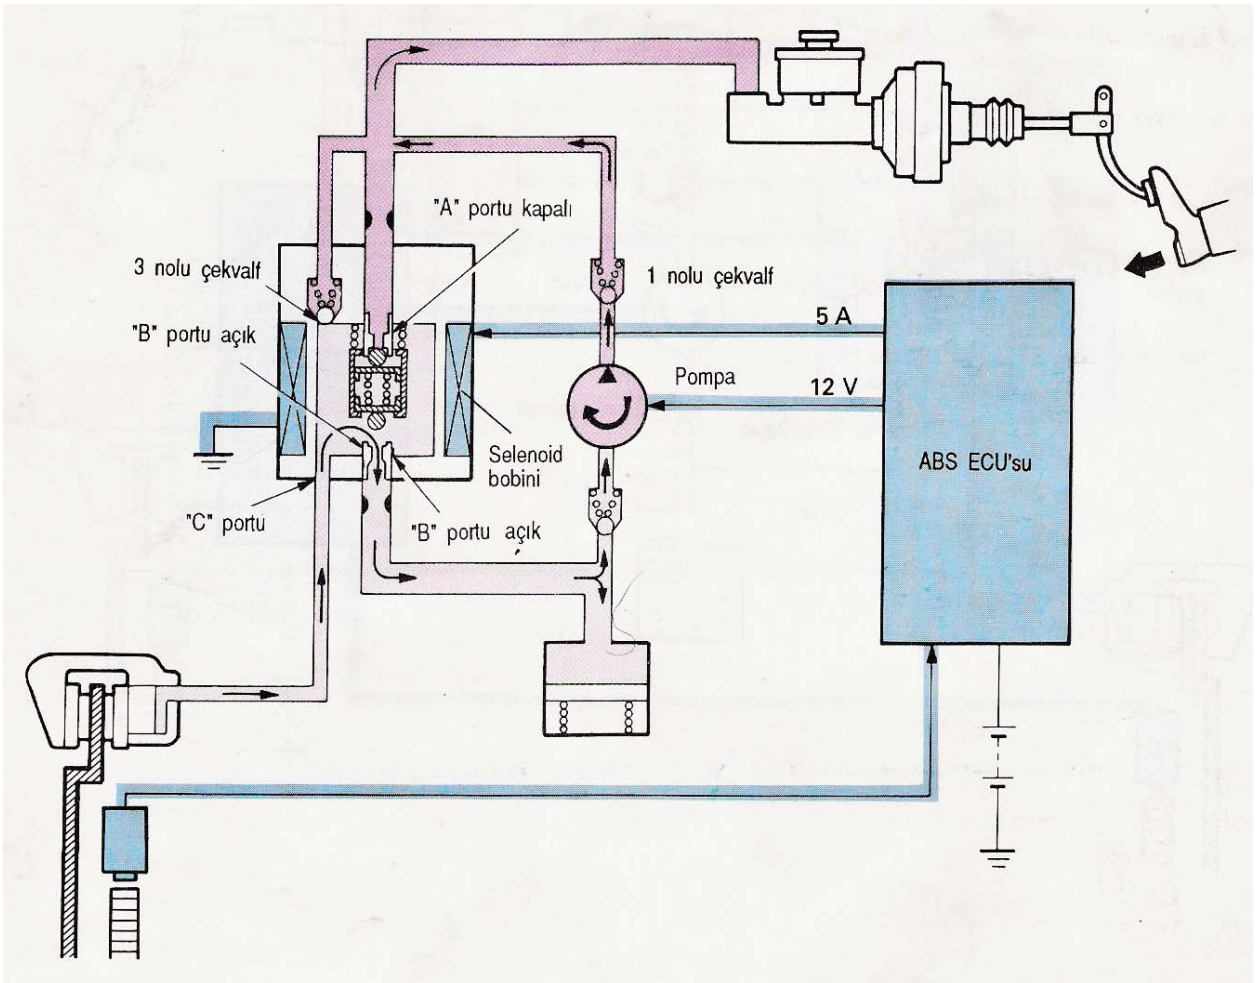 "A" portu kapalı
3 nolu çekvalf
1 nolu çekvalf
"B" portu açık
5 A
Pompa
12 V
Selenoid
bobini
ABS ECU'su
"C" portu
"B" portu açık